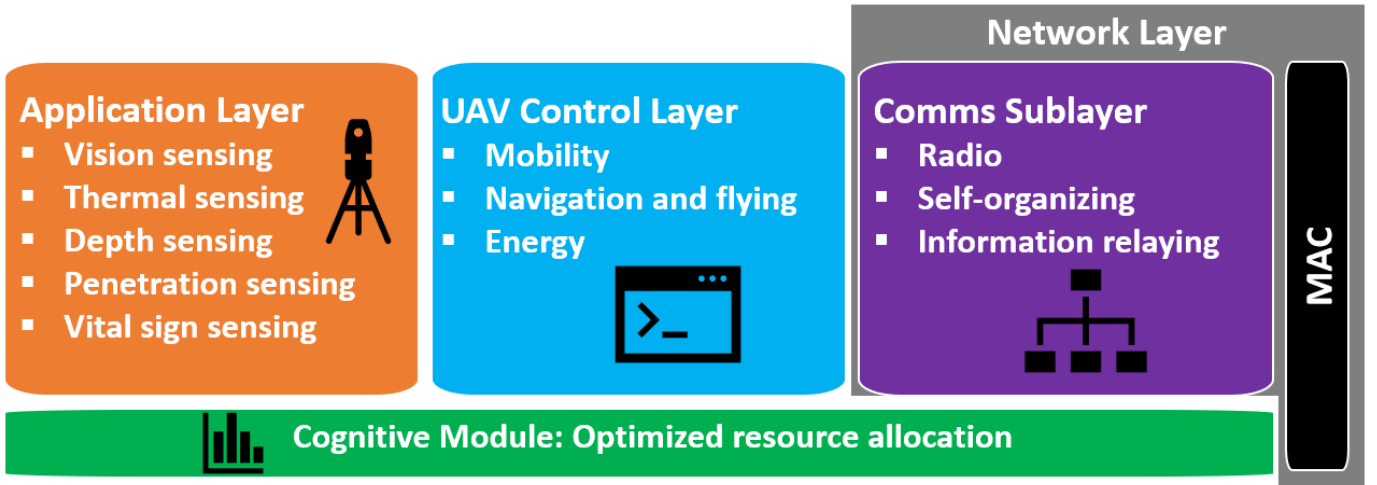 Network Layer
Application Layer
▪ Vision sensing
▪ Thermal sensing
▪ Depth sensing
▪ Penetration sensing
▪ Vital sign sensing
UAV Control Layer
▪ Mobility
▪ Navigation and flying
▪ Energy
Comms Sublayer
▪ Radio
▪ Self-organizing
▪ Information relaying
MAC
Cognitive Module: Optimized resource allocation